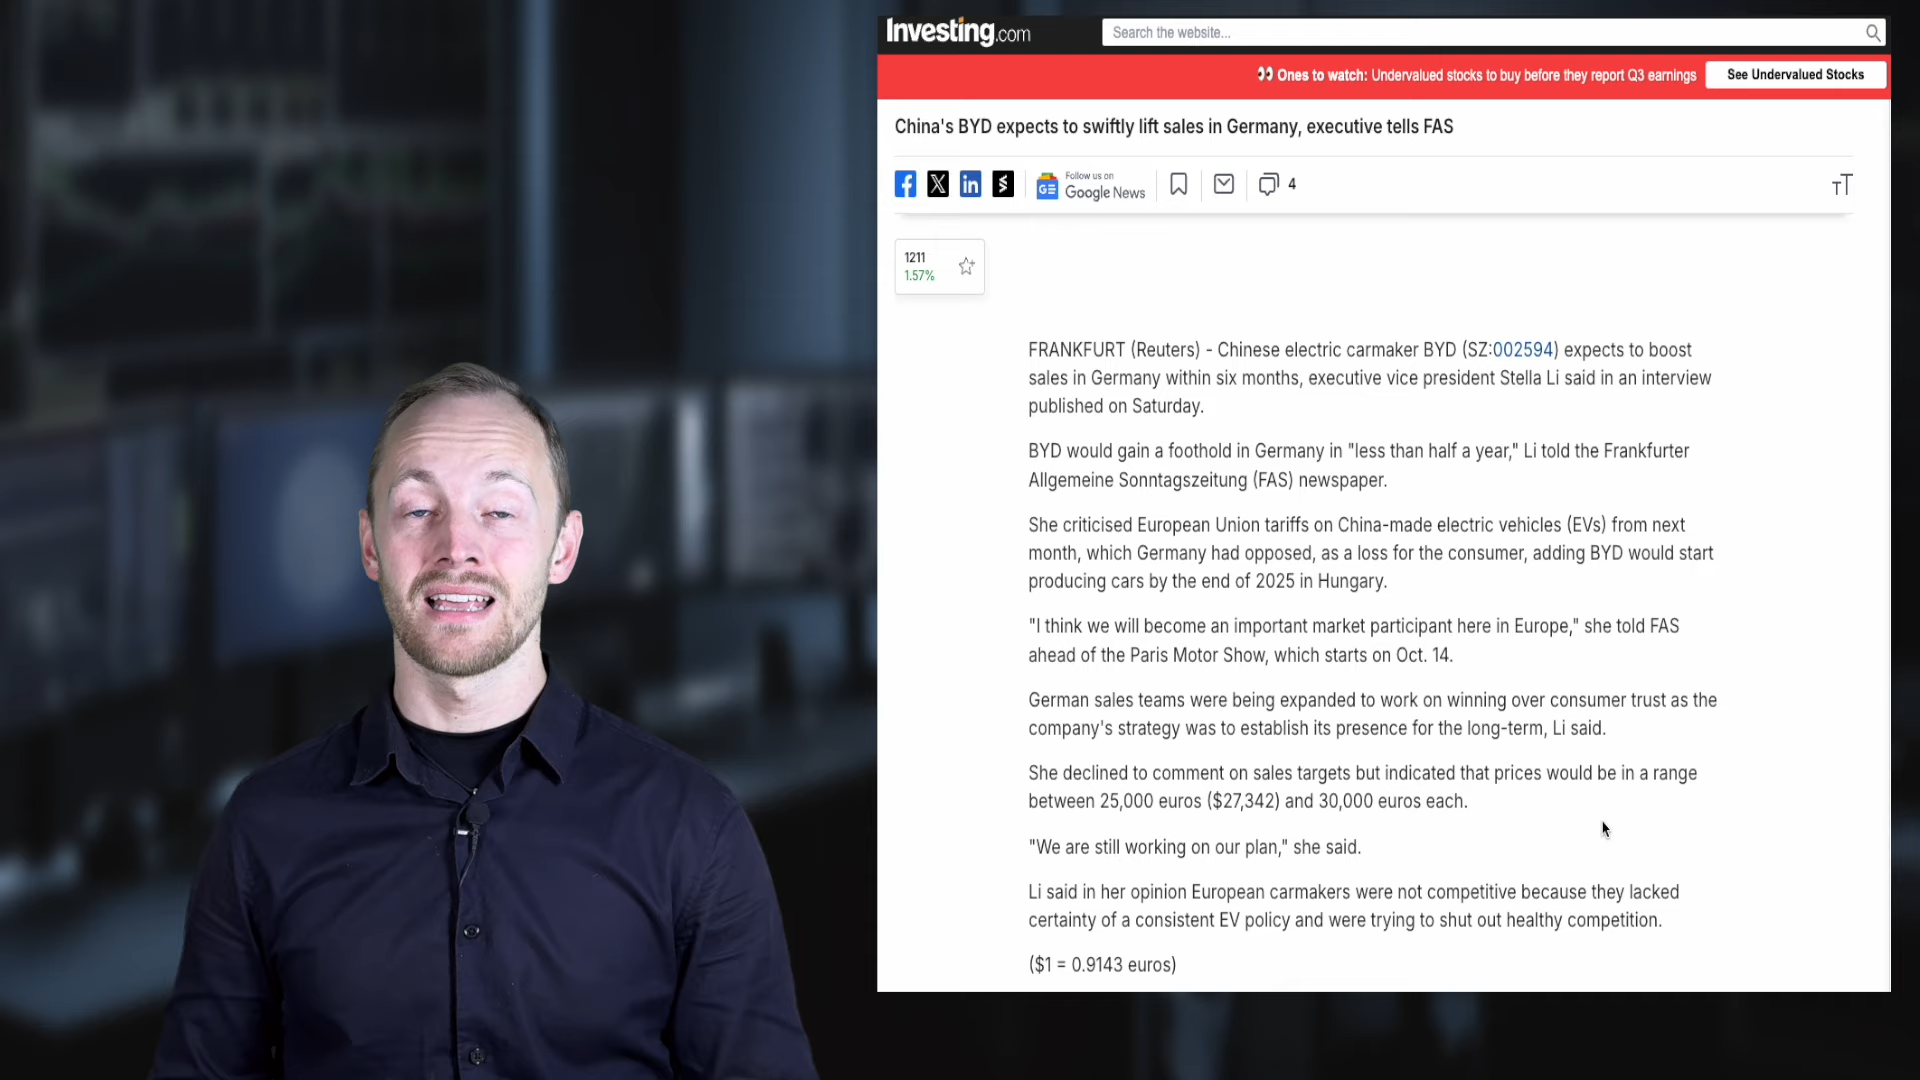 Investing.com
Search the website...
Ones to watch: Undervalued stocks to buy before they report Q3 earnings
See Undervalued Stocks
China's BYD expects to swiftly lift sales in Germany, executive tells FAS
Follow us on
Google News
4
1211
1.57%
FRANKFURT (Reuters) - Chinese electric carmaker BYD (SZ:002594) expects to boost
sales in Germany within six months, executive vice president Stella Li said in an interview
published on Saturday.
BYD would gain a foothold in Germany in "less than half a year," Li told the Frankfurter
Allgemeine Sonntagszeitung (FAS) newspaper.
She criticised European Union tariffs on China-made electric vehicles (EVs) from next
month, which Germany had opposed, as a loss for the consumer, adding BYD would start
producing cars by the end of 2025 in Hungary.
"I think we will become an important market participant here in Europe," she told FAS
ahead of the Paris Motor Show, which starts on Oct. 14.
German sales teams were being expanded to work on winning over consumer trust as the
company's strategy was to establish its presence for the long-term, Li said.
She declined to comment on sales targets but indicated that prices would be in a range
between 25,000 euros ($27,342) and 30,000 euros each.
"We are still working on our plan," she said.
Li said in her opinion European carmakers were not competitive because they lacked
certainty of a consistent EV policy and were trying to shut out healthy competition.
($1 = 0.9143 euros)